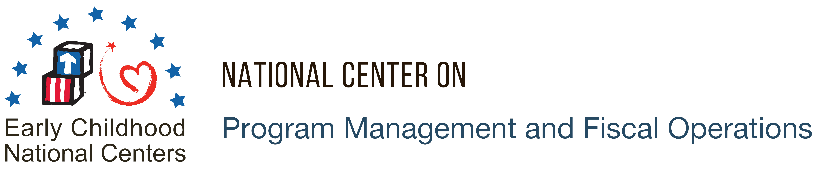 NATIONAL CENTER ON
Early Childhood
National Centers
Program Management and Fiscal Operations